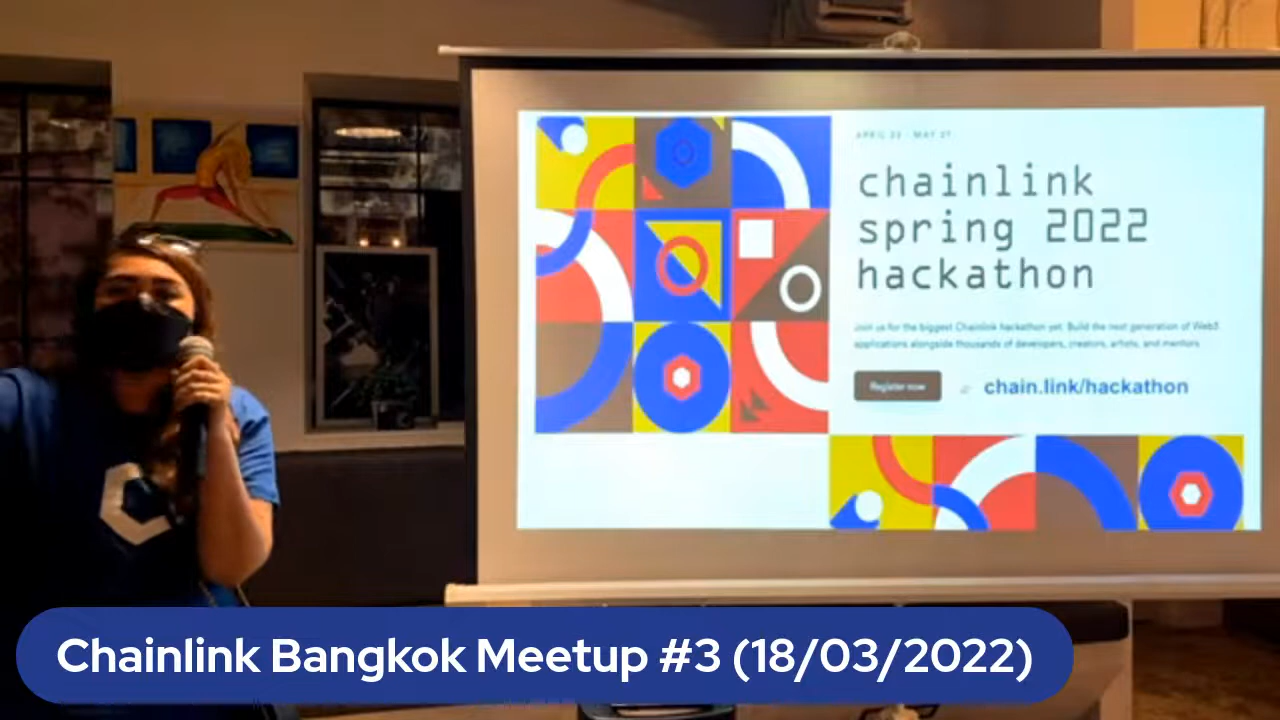 APRIL 22 - MAY 27
chainlink
spring 2022
hackathon
Join us for the biggest Chainlink hackathon yet. Build the next generation of Web3
applications alongside thousands of developers, creators, artists, and mentors
Register now
chain.link/hackathon
Chainlink Bangkok Meetup #3 (18/03/2022)